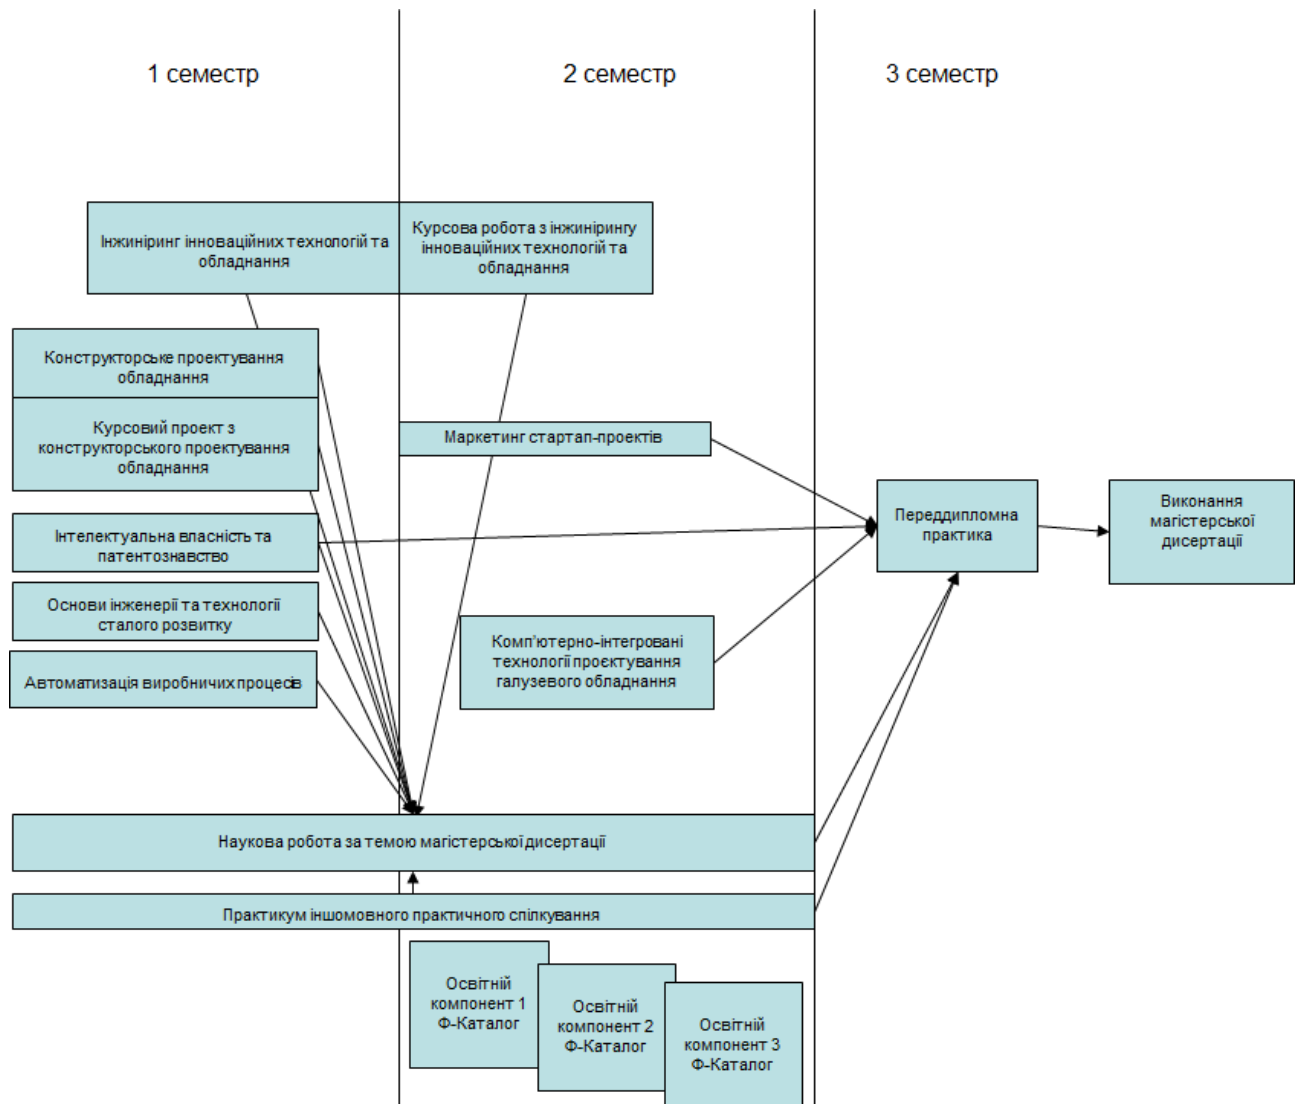 1 семестр
2 семестр
3 семестр
Інжиніринг інноваційних технологій та
обладнання
Курсова робота з інжинірингу
інноваційних технологій та
обладнання
Конструкторське проектування
обладнання
Курсовий проект з
конструкторського проектування
обладнання
Маркетинг стартап-проектів
Інтелектуальна власність та
патентознавство
Переддипломна
практика
Виконання
магістерської
дисертації
Основи інженерії та технології
сталого розвитку
Комп'ютерно-інтегровані
технології проєктування
галузевого обладнання
Автоматизація виробничих процесів
Наукова робота за темою магістерської дисертації
Практикум іншомовного практичного спілкування
Освітній
компонент 1
Ф-Каталог
Освітній
компонент 2
Ф-Каталог
Освітній
компонент 3
Ф-Каталог